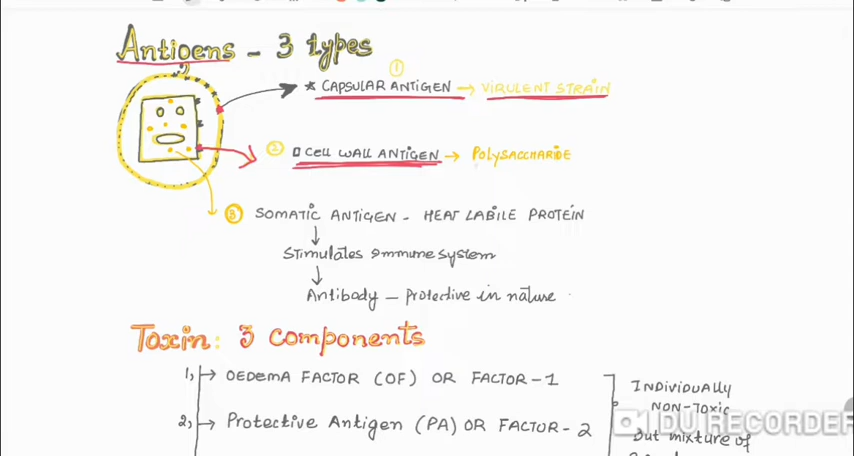 Antigens - 3 types
①
★ CAPSULAR ANTIGEN → VIRULENT STRAIN
② □ Cell WALL ANTIGEN → Polysaccharide
③ SOMATIC ANTIGEN - HEAT LABILE PROTEIN
↓
Stimulates Immune system
↓
Antibody - protective in nature
Toxin: 3 components
1, → OEDEMA FACTOR (OF) OR FACTOR-1
2, → Protective Antigen (PA) OR FACTOR-2
INDIVIDUALLY
NON-TOXIC
DU RECORDER
But mixture of